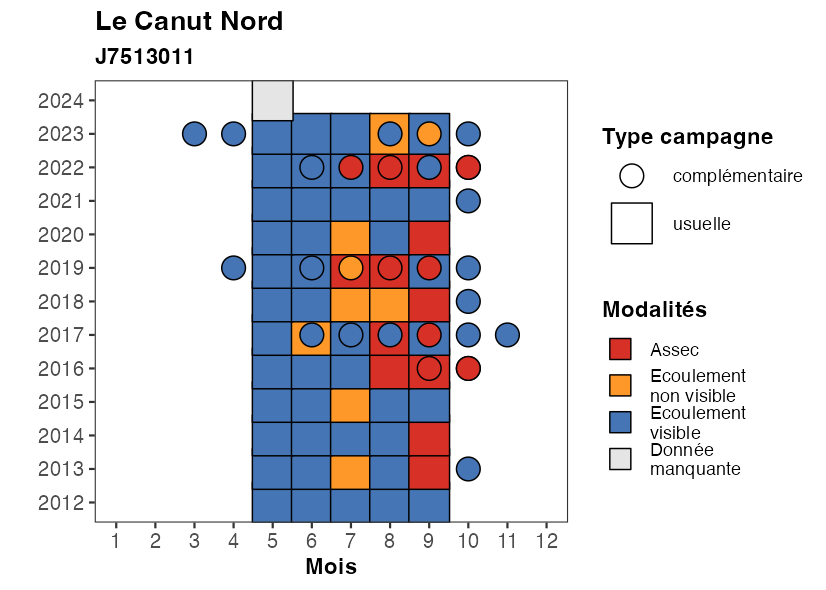 Le Canut Nord
J7513011
2024
2023
2022
2021
2020
2019
2018
2017
2016
2015
2014
2013
2012
1 2 3 4 5 6 7 8 9 10 11 12
Mois
Type campagne
complémentaire
usuelle
Modalités
Assec
Ecoulement
non visible
Ecoulement
visible
Donnée
manquante